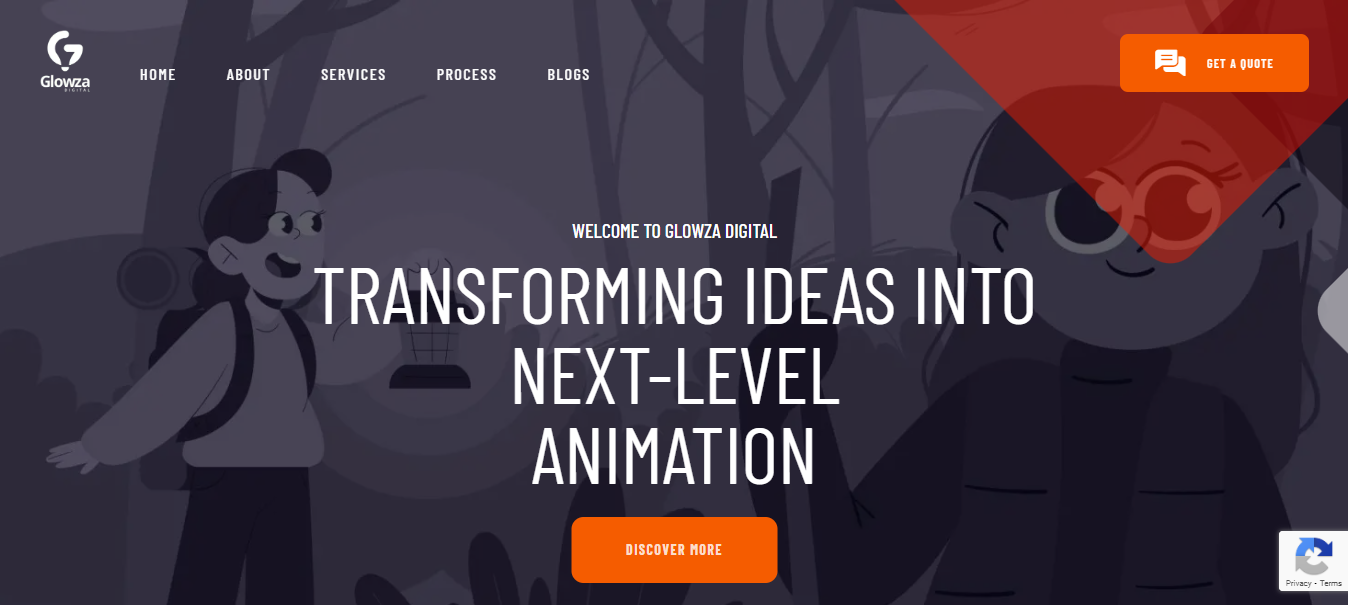 Glowza
DIGITAL
HOME
ABOUT
SERVICES
PROCESS
BLOGS
GET A QUOTE
WELCOME TO GLOWZA DIGITAL
TRANSFORMING IDEAS INTO
NEXT-LEVEL
ANIMATION
DISCOVER MORE
Privacy - Terms